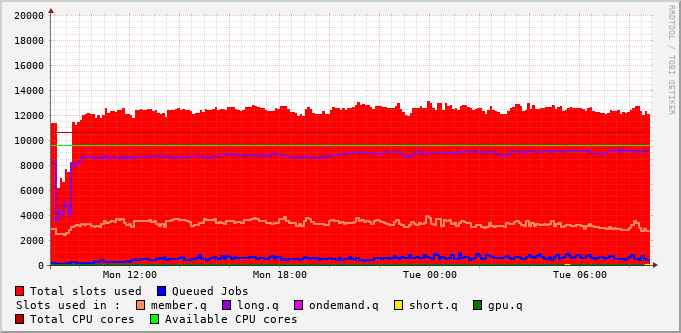 20000
18000
16000
14000
12000
10000
8000
6000
4000
2000
0
Mon 12:00 Mon 18:00 Tue 00:00 Tue 06:00
RRDTOOL / TOBI OETIKER
Total slots used Queued Jobs
Slots used in : member.q long.q ondemand.q short.q gpu.q
Total CPU cores Available CPU cores